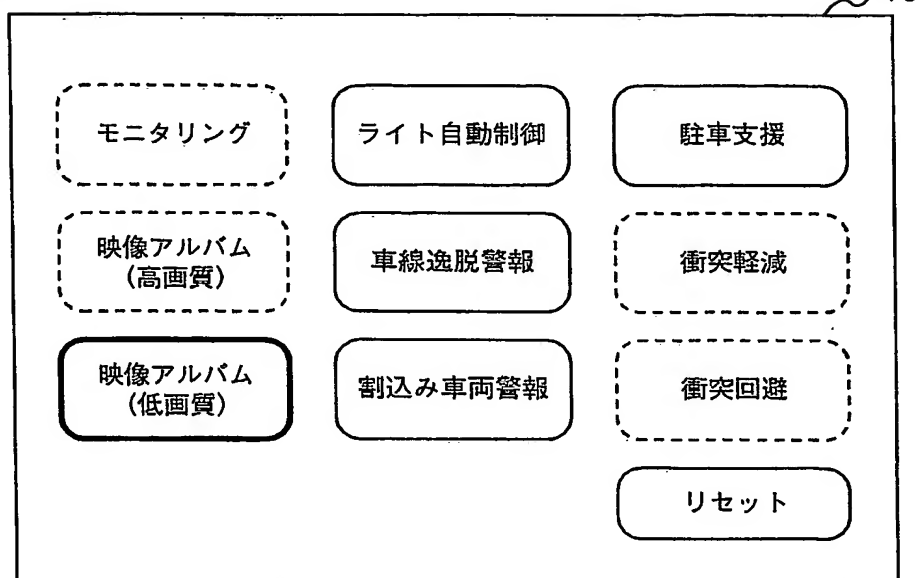 モニタリング
ライト自動制御
駐車支援
映像アルバム
(高画質)
車線逸脱警報
衝突軽減
映像アルバム
(低画質)
割込み車両警報
衝突回避
リセット